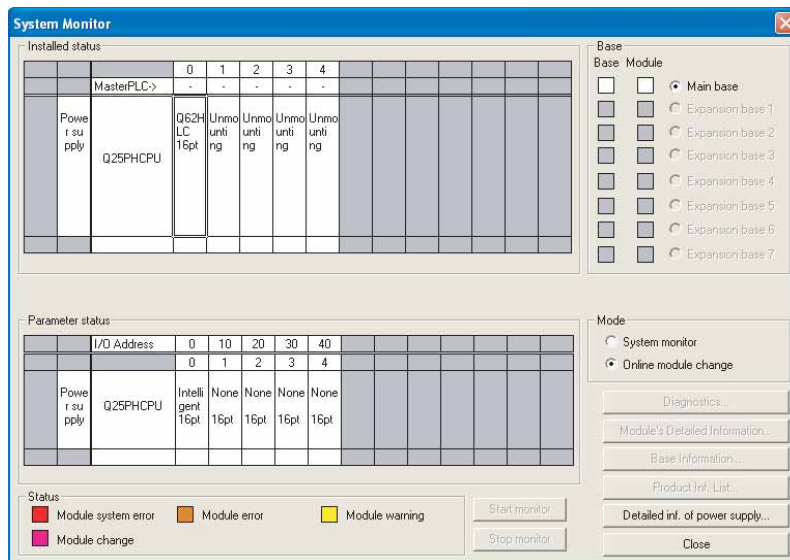 System Monitor
Installed status
0 1 2 3 4
MasterPLC-> - - - - -
Powe
r su
pply
Q25PHCPU
Q62H
LC
16pt
Unmo
unti
ng
Unmo
unti
ng
Unmo
unti
ng
Unmo
unti
ng
Base
Base Module
Main base
Expansion base 1
Expansion base 2
Expansion base 3
Expansion base 4
Expansion base 5
Expansion base 6
Expansion base 7
Parameter status
I/O Address 0 10 20 30 40
0 1 2 3 4
Powe
r su
pply
Q25PHCPU
Intelli
gent
16pt
None
16pt
None
16pt
None
16pt
None
16pt
Mode
System monitor
Online module change
Diagnostics...
Module's Detailed Information...
Base Information...
Product Inf. List...
Detailed inf. of power supply...
Close
Status
Module system error
Module error
Module warning
Module change
Start monitor
Stop monitor